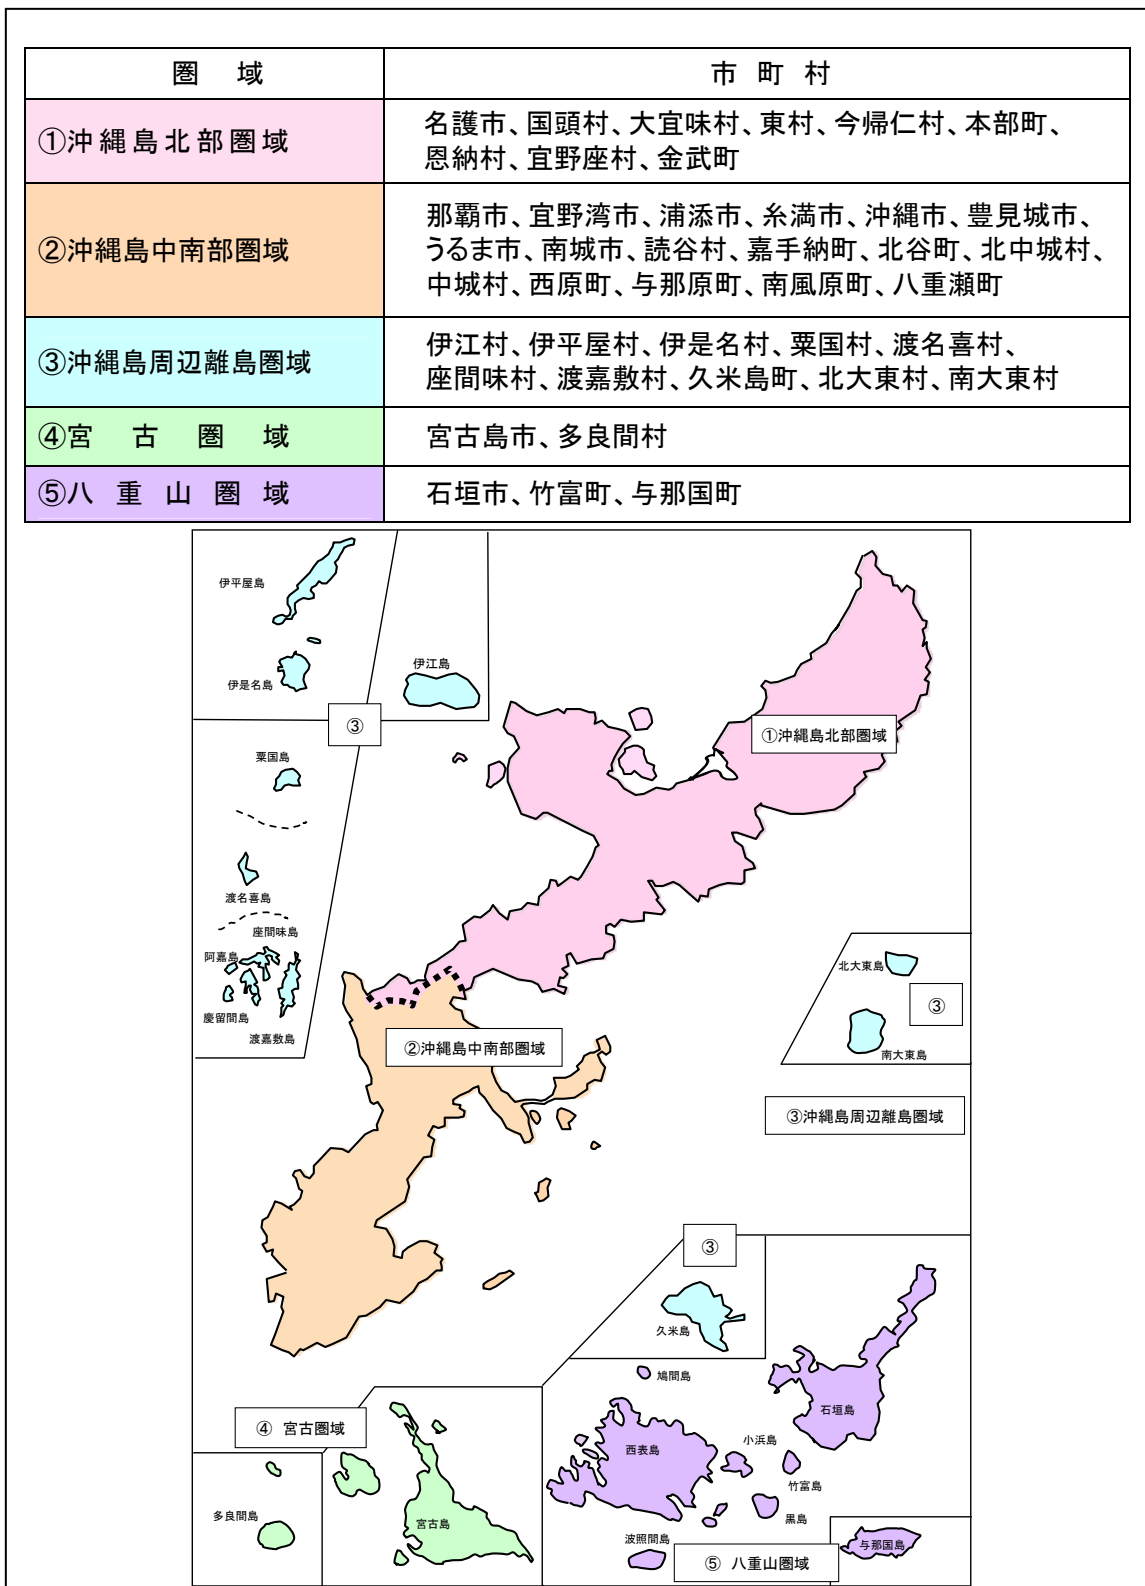 圏 域
市 町 村
①沖縄島北部圏域
名護市、国頭村、大宜味村、東村、今帰仁村、本部町、
恩納村、宜野座村、金武町
②沖縄島中南部圏域
那覇市、宜野湾市、浦添市、糸満市、沖縄市、豊見城市、
うるま市、南城市、読谷村、嘉手納町、北谷町、北中城村、
中城村、西原町、与那原町、南風原町、八重瀬町
③沖縄島周辺離島圏域
伊江村、伊平屋村、伊是名村、粟国村、渡名喜村、
座間味村、渡嘉敷村、久米島町、北大東村、南大東村
④宮 古 圏 域
宮古島市、多良間村
⑤八 重 山 圏 域
石垣市、竹富町、与那国町
伊平屋島
伊是名島
伊江島
③
①沖縄島北部圏域
粟国島
渡名喜島
座間味島
阿嘉島
慶留間島
渡嘉敷島
北大東島
③
南大東島
②沖縄島中南部圏域
③沖縄島周辺離島圏域
③
久米島
鳩間島
石垣島
④ 宮古圏域
西表島
小浜島
竹富島
黒島
多良間島
宮古島
波照間島
⑤ 八重山圏域
与那国島